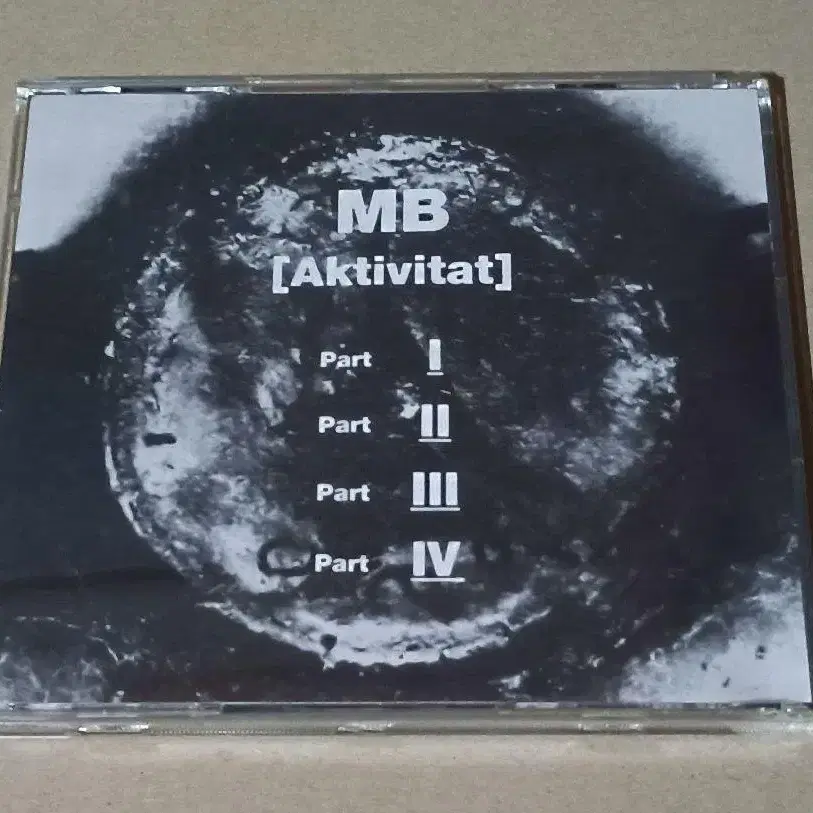 MB
[Aktivitat]
Part I
Part II
Part III
Part IV